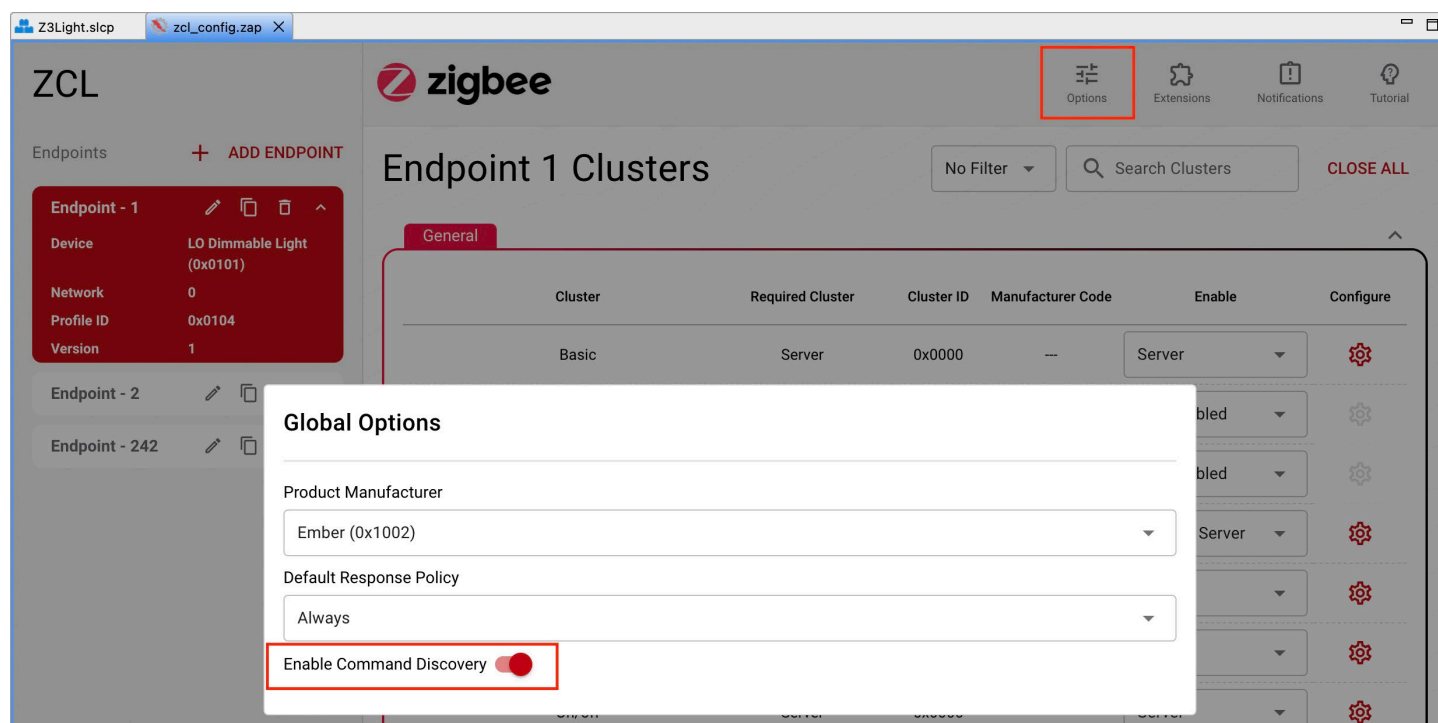 Z3Light.slcp
zcl_config.zap
ZCL
zigbee
Options
Extensions
Notifications
Tutorial
Endpoints
ADD ENDPOINT
Endpoint 1 Clusters
No Filter
Search Clusters
CLOSE ALL
Endpoint - 1
Device
LO Dimmable Light
(0x0101)
Network
0
Profile ID
0x0104
Version
1
Endpoint - 2
Endpoint - 242
General
Cluster
Required Cluster
Cluster ID
Manufacturer Code
Enable
Configure
Basic
Server
0x0000
---
Server
bled
bled
Server
Global Options
Product Manufacturer
Ember (0x1002)
Default Response Policy
Always
Enable Command Discovery